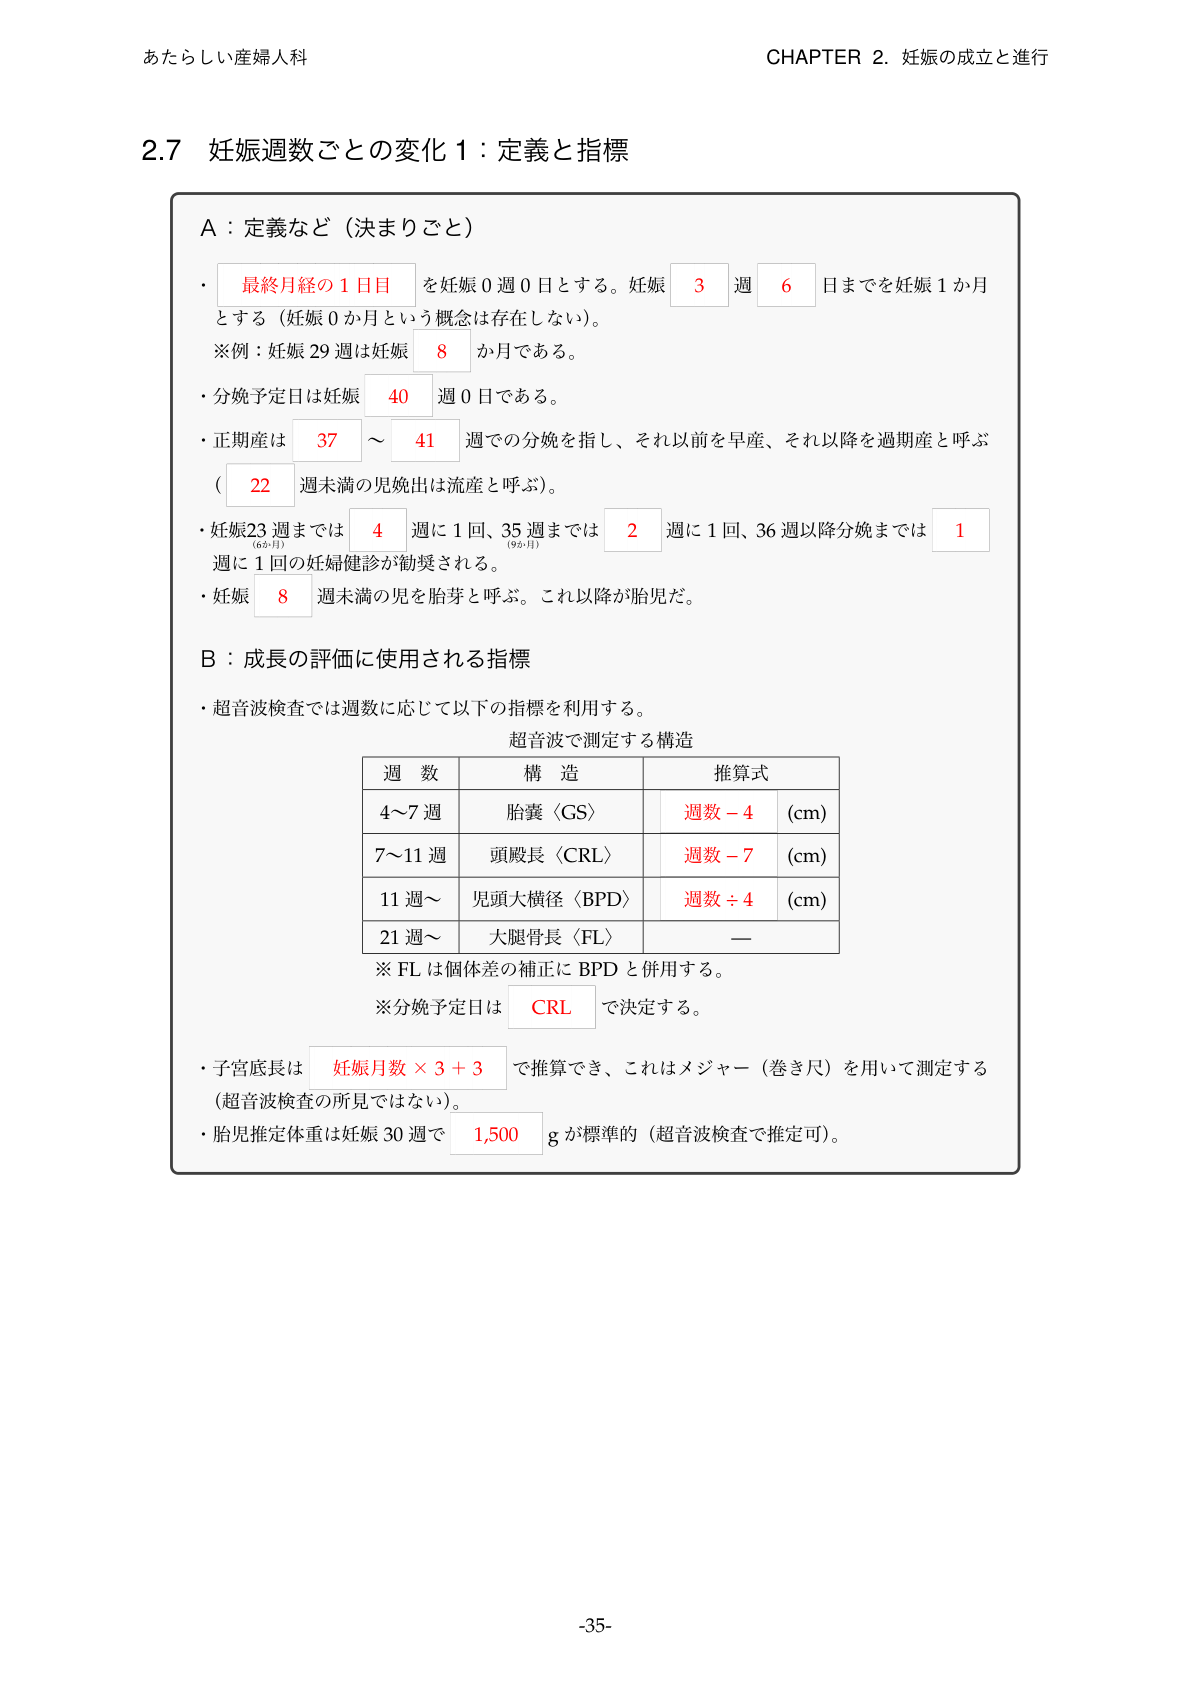 あたらしい産婦人科 CHAPTER 2. 妊娠の成立と進行
2.7 妊娠週数ごとの変化 1：定義と指標
A：定義など（決まりごと）
・ 最終月経の 1 日目 を妊娠 0 週 0 日とする。妊娠 3 週 6 日までを妊娠 1 か月
とする（妊娠 0 か月という概念は存在しない）。
※例：妊娠 29 週は妊娠 8 か月である。
・分娩予定日は妊娠 40 週 0 日である。
・正期産は 37 〜 41 週での分娩を指し、それ以前を早産、それ以降を過期産と呼ぶ
（ 22 週未満の児娩出は流産と呼ぶ）。
・妊娠23 週までは 4 週に 1 回、35 週までは 2 週に 1 回、36 週以降分娩までは 1
（6か月） （9か月）
週に 1 回の妊婦健診が勧奨される。
・妊娠 8 週未満の児を胎芽と呼ぶ。これ以降が胎児だ。
B：成長の評価に使用される指標
・超音波検査では週数に応じて以下の指標を利用する。
超音波で測定する構造
週 数 構 造 推算式
4〜7 週 胎嚢〈GS〉 週数 – 4 (cm)
7〜11 週 頭殿長〈CRL〉 週数 – 7 (cm)
11 週〜 児頭大横径〈BPD〉 週数 ÷ 4 (cm)
21 週〜 大腿骨長〈FL〉 —
※ FL は個体差の補正に BPD と併用する。
※分娩予定日は CRL で決定する。
・子宮底長は 妊娠月数 × 3 + 3 で推算でき、これはメジャー（巻き尺）を用いて測定する
（超音波検査の所見ではない）。
・胎児推定体重は妊娠 30 週で 1,500 g が標準的（超音波検査で推定可）。
-35-